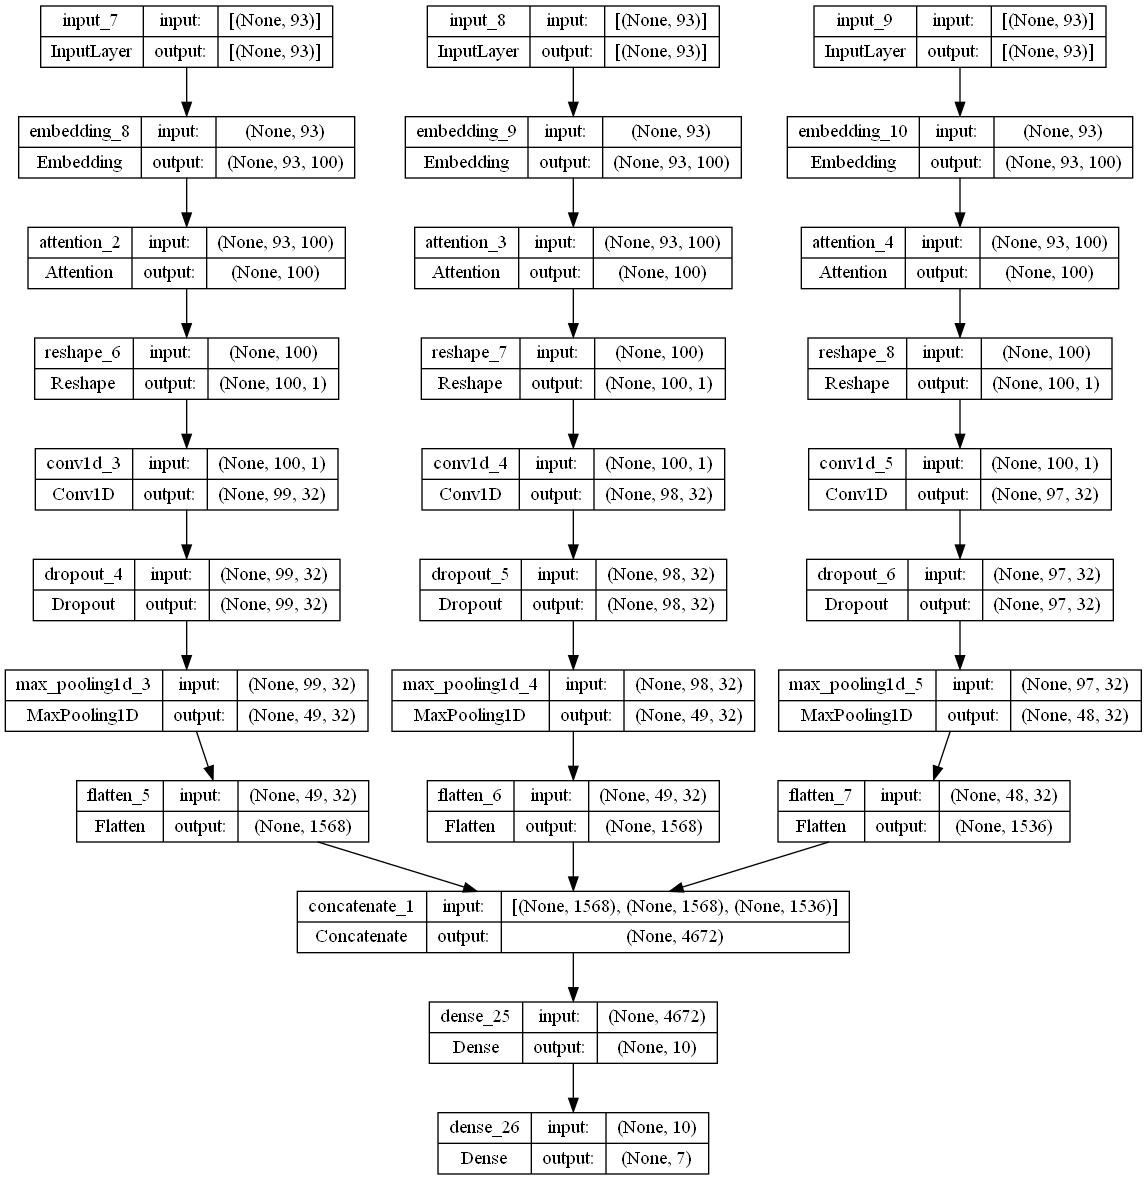 input_7 input: [(None, 93)]
InputLayer output: [(None, 93)]
input_8 input: [(None, 93)]
InputLayer output: [(None, 93)]
input_9 input: [(None, 93)]
InputLayer output: [(None, 93)]
embedding_8 input: (None, 93)
Embedding output: (None, 93, 100)
embedding_9 input: (None, 93)
Embedding output: (None, 93, 100)
embedding_10 input: (None, 93)
Embedding output: (None, 93, 100)
attention_2 input: (None, 93, 100)
Attention output: (None, 100)
attention_3 input: (None, 93, 100)
Attention output: (None, 100)
attention_4 input: (None, 93, 100)
Attention output: (None, 100)
reshape_6 input: (None, 100)
Reshape output: (None, 100, 1)
reshape_7 input: (None, 100)
Reshape output: (None, 100, 1)
reshape_8 input: (None, 100)
Reshape output: (None, 100, 1)
conv1d_3 input: (None, 100, 1)
Conv1D output: (None, 99, 32)
conv1d_4 input: (None, 100, 1)
Conv1D output: (None, 98, 32)
conv1d_5 input: (None, 100, 1)
Conv1D output: (None, 97, 32)
dropout_4 input: (None, 99, 32)
Dropout output: (None, 99, 32)
dropout_5 input: (None, 98, 32)
Dropout output: (None, 98, 32)
dropout_6 input: (None, 97, 32)
Dropout output: (None, 97, 32)
max_pooling1d_3 input: (None, 99, 32)
MaxPooling1D output: (None, 49, 32)
max_pooling1d_4 input: (None, 98, 32)
MaxPooling1D output: (None, 49, 32)
max_pooling1d_5 input: (None, 97, 32)
MaxPooling1D output: (None, 48, 32)
flatten_5 input: (None, 49, 32)
Flatten output: (None, 1568)
flatten_6 input: (None, 49, 32)
Flatten output: (None, 1568)
flatten_7 input: (None, 48, 32)
Flatten output: (None, 1536)
concatenate_1 input: [(None, 1568), (None, 1568), (None, 1536)]
Concatenate output: (None, 4672)
dense_25 input: (None, 4672)
Dense output: (None, 10)
dense_26 input: (None, 10)
Dense output: (None, 7)